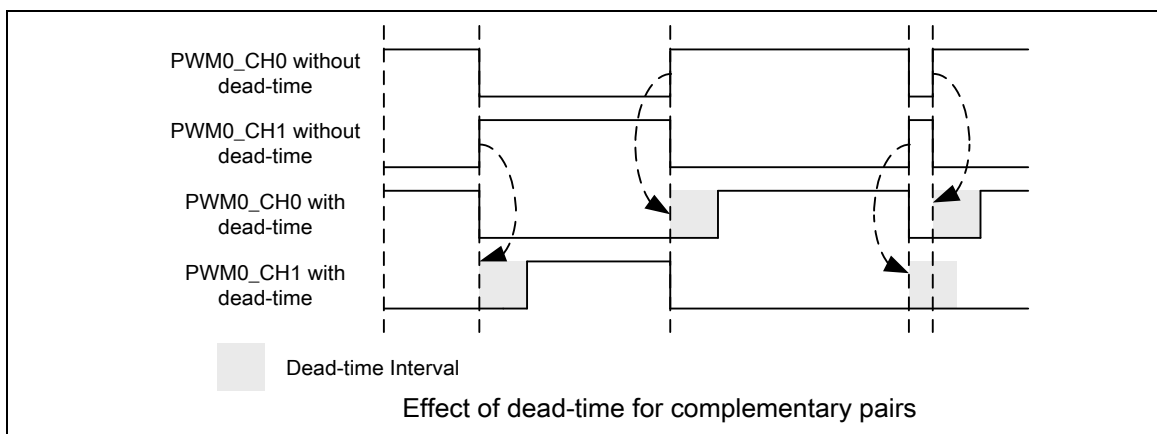 PWM0_CH0 without
dead-time
PWM0_CH1 without
dead-time
PWM0_CH0 with
dead-time
PWM0_CH1 with
dead-time
Dead-time Interval
Effect of dead-time for complementary pairs